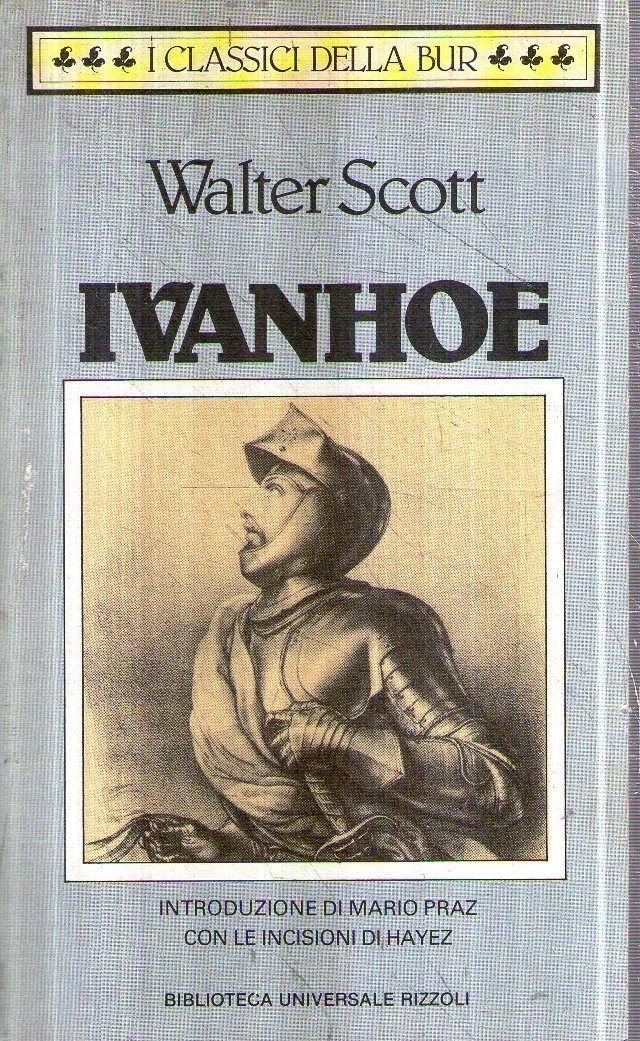 I CLASSICI DELLA BUR
Walter Scott
IVANHOE
INTRODUZIONE DI MARIO PRAZ
CON LE INCISIONI DI HAYEZ
BIBLIOTECA UNIVERSALE RIZZOLI